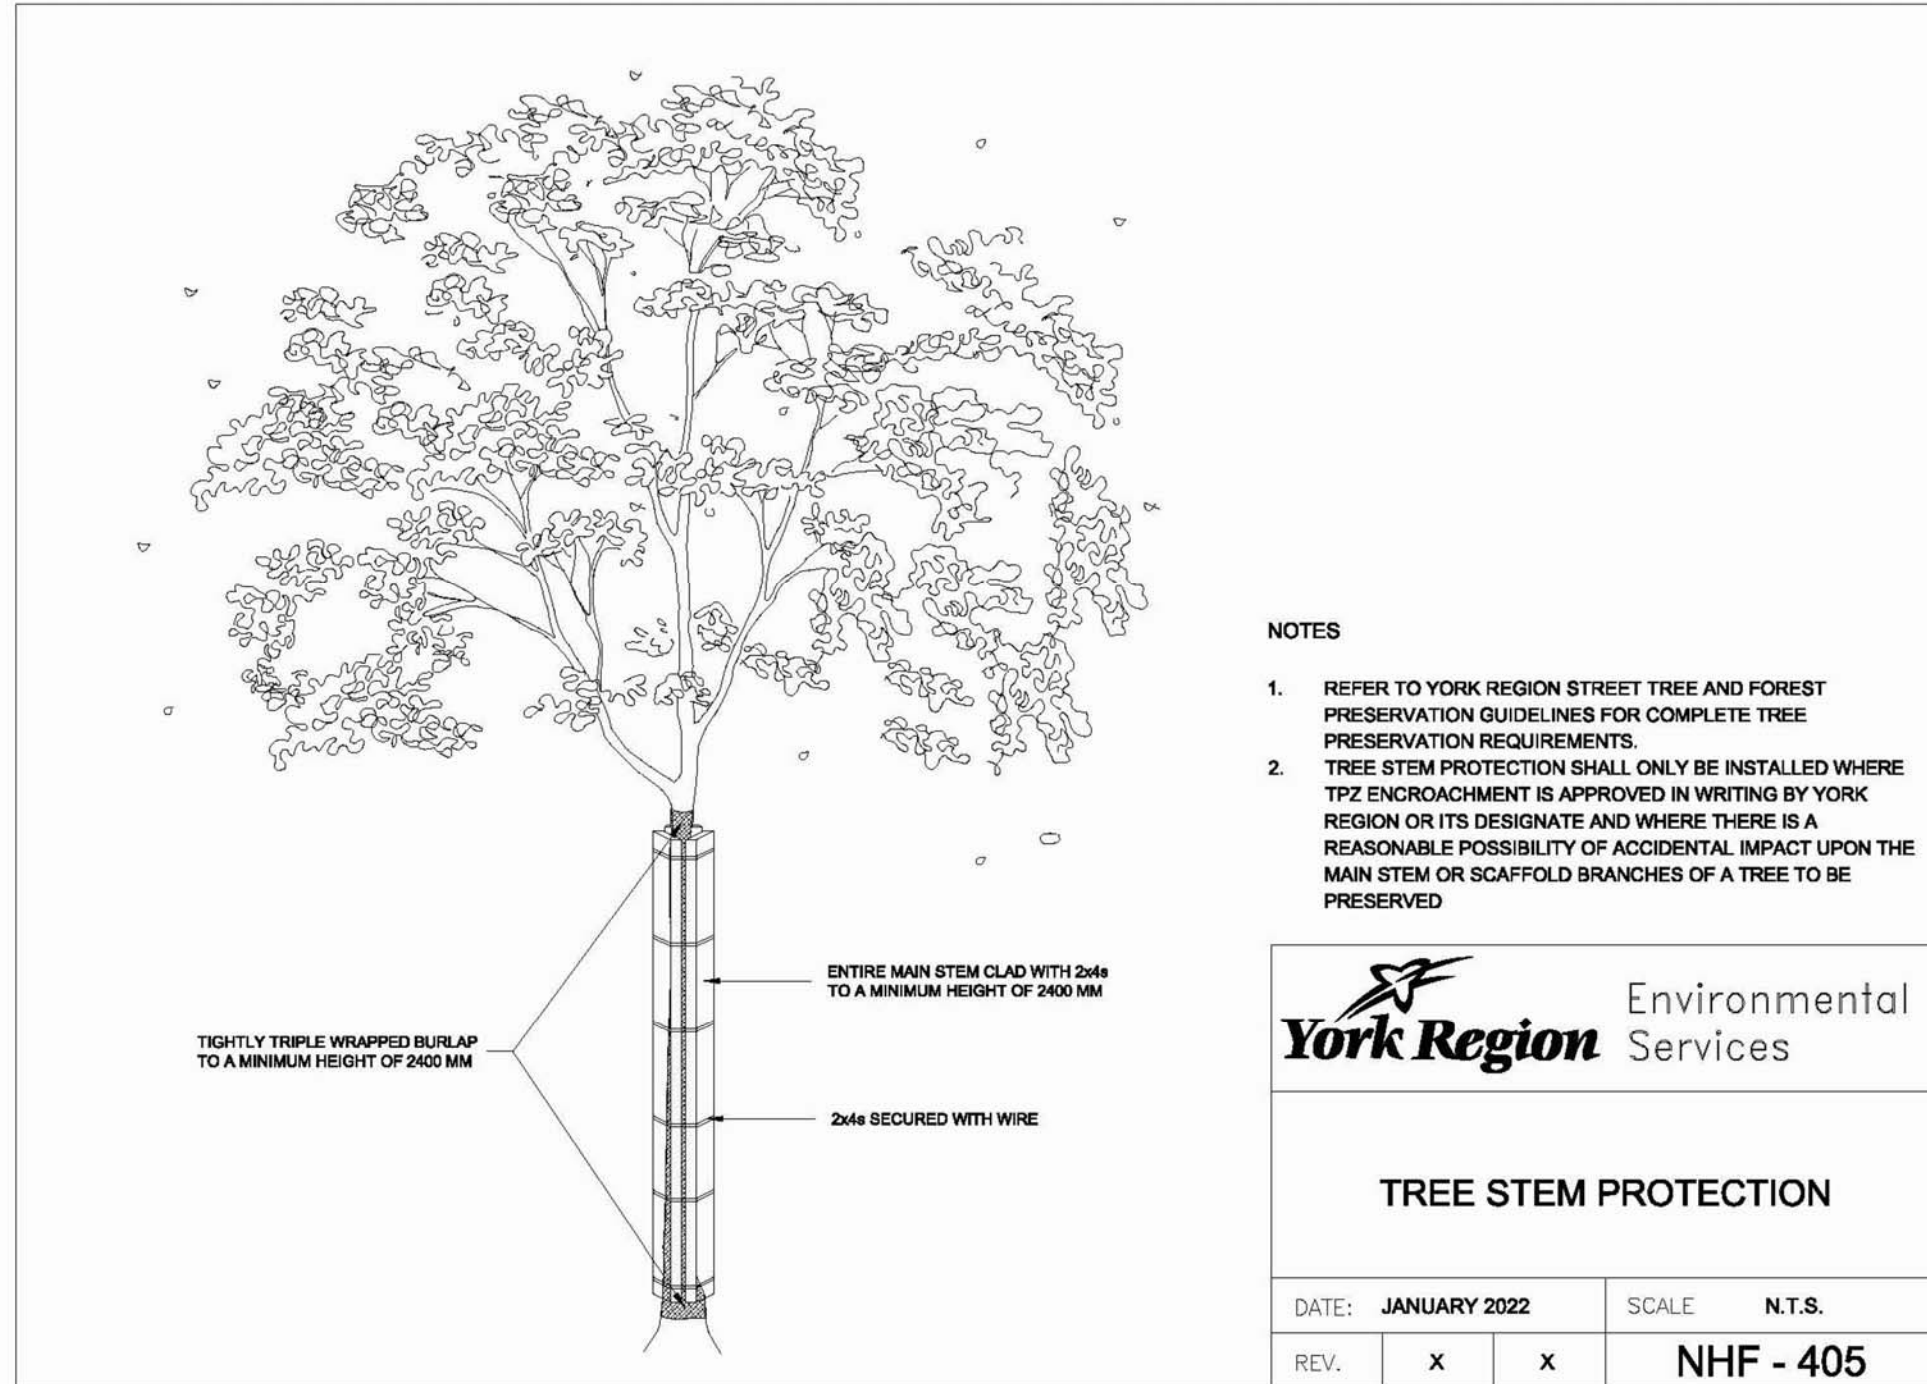 NOTES
1. REFER TO YORK REGION STREET TREE AND FOREST
PRESERVATION GUIDELINES FOR COMPLETE TREE
PRESERVATION REQUIREMENTS.
2. TREE STEM PROTECTION SHALL ONLY BE INSTALLED WHERE
TPZ ENCROACHMENT IS APPROVED IN WRITING BY YORK
REGION OR ITS DESIGNATE AND WHERE THERE IS A
REASONABLE POSSIBILITY OF ACCIDENTAL IMPACT UPON THE
MAIN STEM OR SCAFFOLD BRANCHES OF A TREE TO BE
PRESERVED
ENTIRE MAIN STEM CLAD WITH 2x4s
TO A MINIMUM HEIGHT OF 2400 MM
TIGHTLY TRIPLE WRAPPED BURLAP
TO A MINIMUM HEIGHT OF 2400 MM
2x4s SECURED WITH WIRE
York Region
Environmental
Services
TREE STEM PROTECTION
DATE: JANUARY 2022
SCALE N.T.S.
REV. X X
NHF - 405